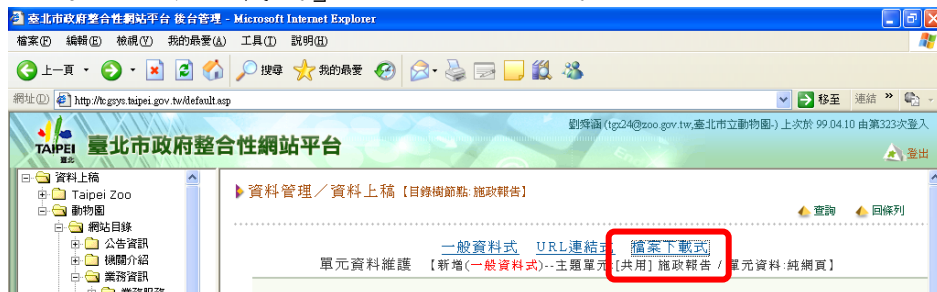 臺北市政府整合性網站平台 後台管理 - Microsoft Internet Explorer
檔案(F) 編輯(E) 檢視(V) 我的最愛(A) 工具(T) 說明(H)
上一頁 搜尋 我的最愛
網址(D) http://tcgsys.taipei.gov.tw/default.asp 移至 連結 »
劉舜涵 (tgz24@zoo.gov.tw,臺北市立動物園-) 上次於 99.04.10 由第323次登入
TAIPEI 臺北 臺北市政府整合性網站平台
登出
資料上稿
Taipei Zoo
動物園
網站目錄
公告資訊
機關介紹
業務資訊
資料管理／資料上稿【目錄樹節點: 施政報告】
查詢 回條列
一般資料式 URL連結式 檔案下載式
單元資料維護 【新增(一般資料式)--主題單元:[共用] 施政報告 / 單元資料:純網頁】